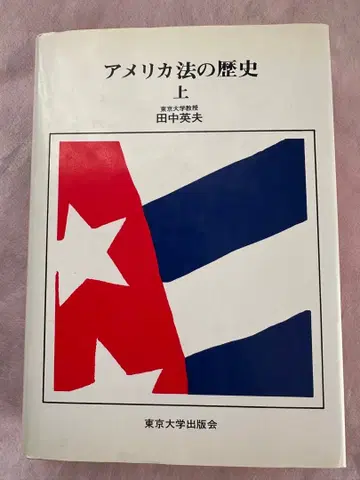 アメリカ法の歴史
上
東京大学教授
田中英夫
東京大学出版会